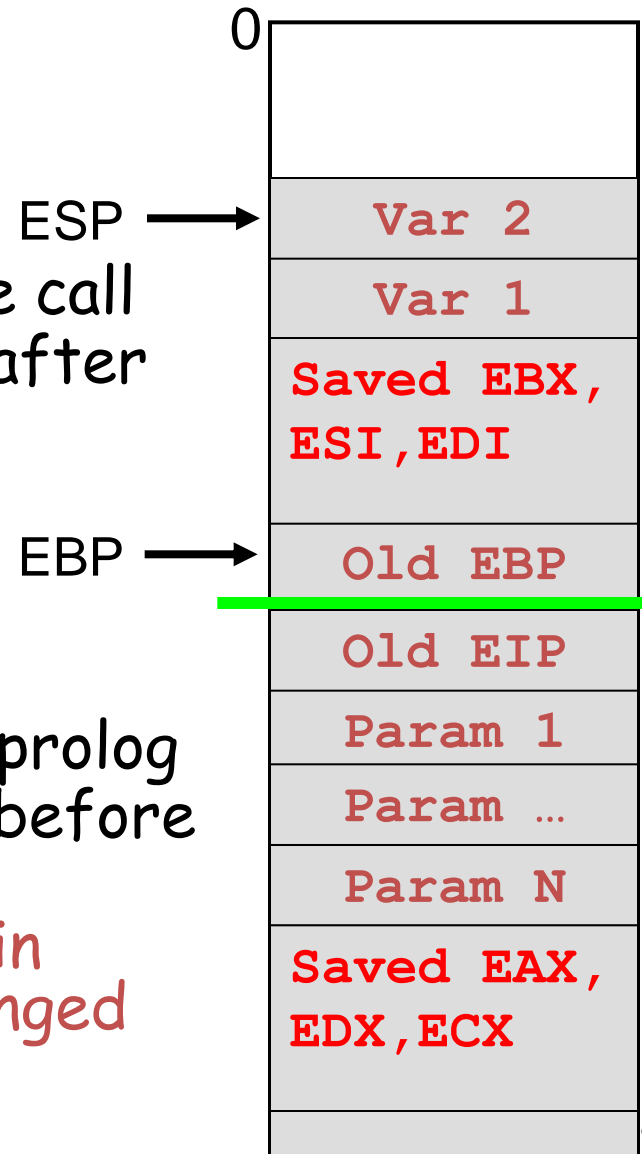 0
ESP
Var 2
e call
Var 1
after
Saved EBX,
ESI,EDI
EBP
Old EBP
Old EIP
prolog
Param 1
before
Param …
Param N
in
Saved EAX,
nged
EDX,ECX